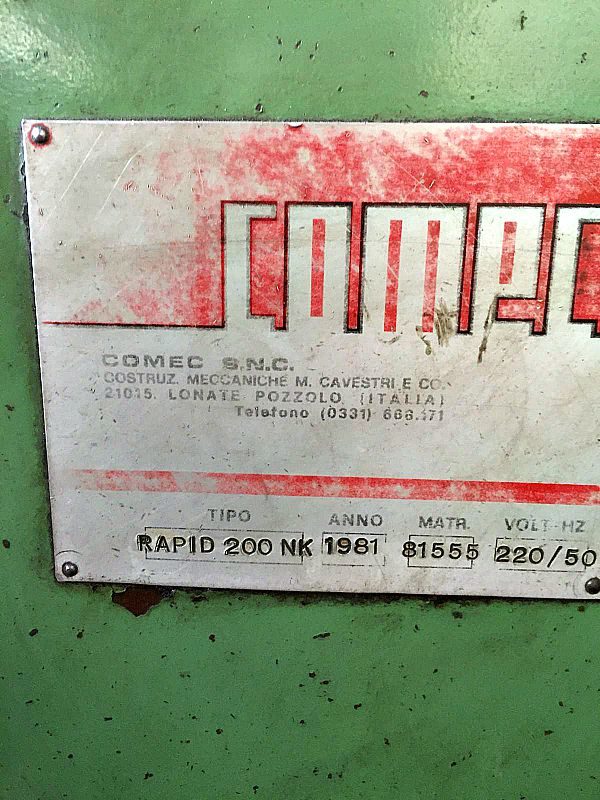 COMEC
COMEC S.N.C.
COSTRUZ. MECCANICHE M. CAVESTRI E CO.
21015. LONATE POZZOLO (ITALIA)
Telefono (0331) 668.171
TIPO ANNO MATR. VOLT-HZ
RAPID 200 NK 1981 81555 220/50